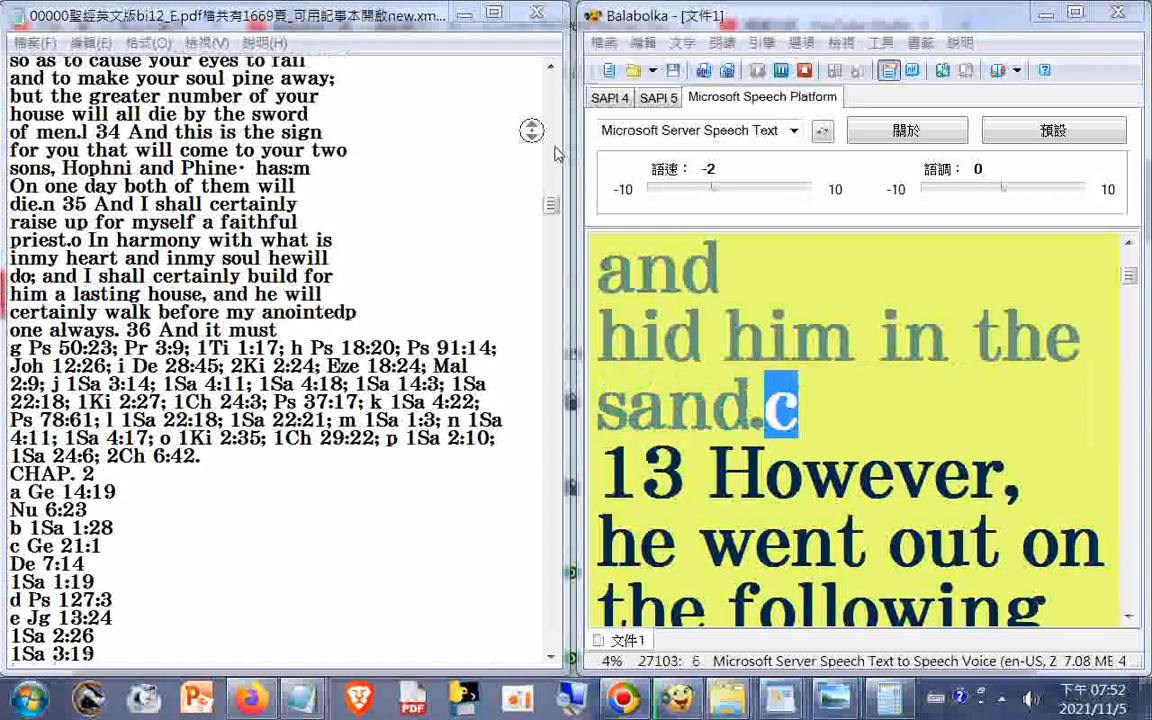 00000聖經英文版bi12_E.pdf檔共有1669頁_可用記事本開啟new.xm...
檔案(F) 編輯(E) 格式(O) 檢視(V) 說明(H)
so as to cause your eyes to fail
and to make your soul pine away;
but the greater number of your
house will all die by the sword
of men.l 34 And this is the sign
for you that will come to your two
sons, Hophni and Phine· has:m
On one day both of them will
die.n 35 And I shall certainly
raise up for myself a faithful
priest.o In harmony with what is
inmy heart and inmy soul hewill
do; and I shall certainly build for
him a lasting house, and he will
certainly walk before my anointedp
one always. 36 And it must
g Ps 50:23; Pr 3:9; 1Ti 1:17; h Ps 18:20; Ps 91:14;
Joh 12:26; i De 28:45; 2Ki 2:24; Eze 18:24; Mal
2:9; j 1Sa 3:14; 1Sa 4:11; 1Sa 4:18; 1Sa 14:3; 1Sa
22:18; 1Ki 2:27; 1Ch 24:3; Ps 37:17; k 1Sa 4:22;
Ps 78:61; l 1Sa 22:18; 1Sa 22:21; m 1Sa 1:3; n 1Sa
4:11; 1Sa 4:17; o 1Ki 2:35; 1Ch 29:22; p 1Sa 2:10;
1Sa 24:6; 2Ch 6:42.
CHAP. 2
a Ge 14:19
Nu 6:23
b 1Sa 1:28
c Ge 21:1
De 7:14
1Sa 1:19
d Ps 127:3
e Jg 13:24
1Sa 2:26
1Sa 3:19
Balabolka - [文件1]
檔案 編輯 文字 朗讀 引擎 選項 檢視 工具 書籤 說明
SAPI 4 SAPI 5 Microsoft Speech Platform
Microsoft Server Speech Text 關於 預設
語速： -2 語調： 0
-10 10 -10 10
and
hid him in the
sand.c
13 However,
he went out on
the following
文件1
4% 27103: 6 Microsoft Server Speech Text to Speech Voice (en-US, Z 7.08 ME 4
PDF
下午 07:52
2021/11/5